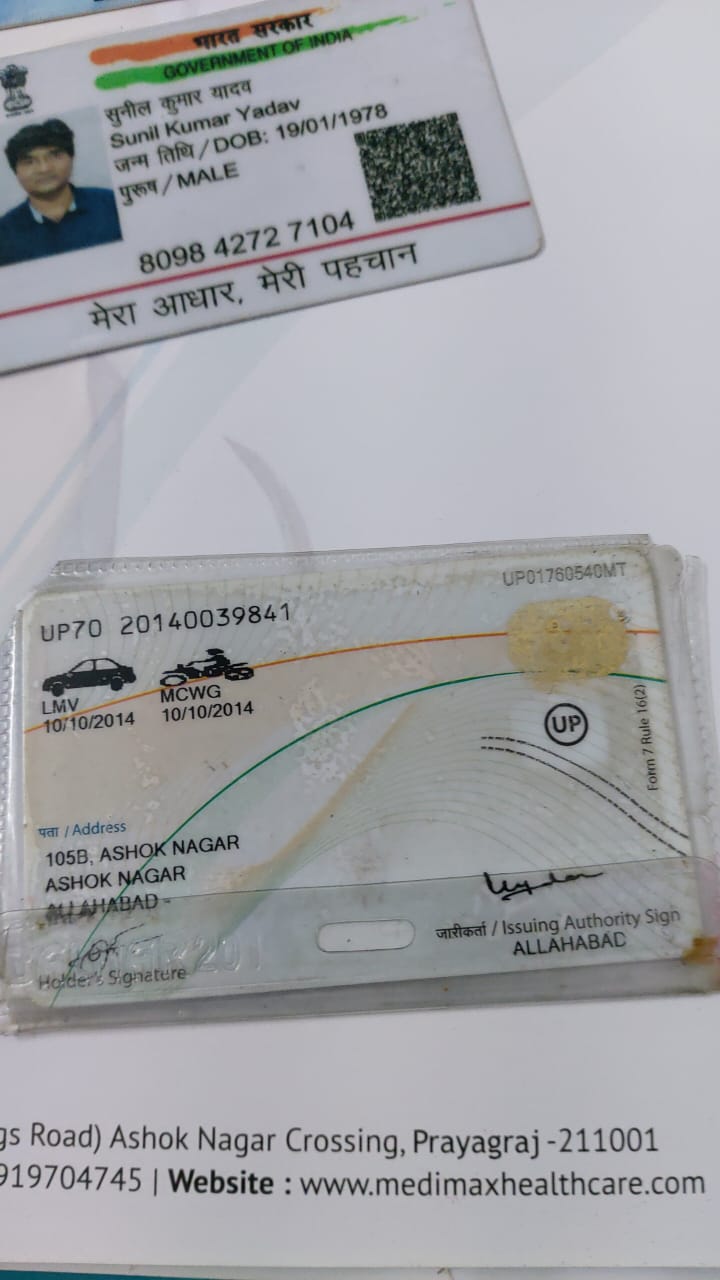 भारत सरकार
GOVERNMENT OF INDIA
सुनील कुमार यादव
Sunil Kumar Yadav
जन्म तिथि / DOB: 19/01/1978
पुरुष / MALE
8098 4272 7104
मेरा आधार, मेरी पहचान
UP01760540MT
UP70 20140039841
LMV MCWG
10/10/2014 10/10/2014
UP
Form 7 Rule 16(2)
पता / Address
105B, ASHOK NAGAR
ASHOK NAGAR
ALLAHABAD -
Holder's Signature
जारीकर्ता / Issuing Authority Sign
ALLAHABAD
gs Road) Ashok Nagar Crossing, Prayagraj -211001
919704745 | Website : www.medimaxhealthcare.com